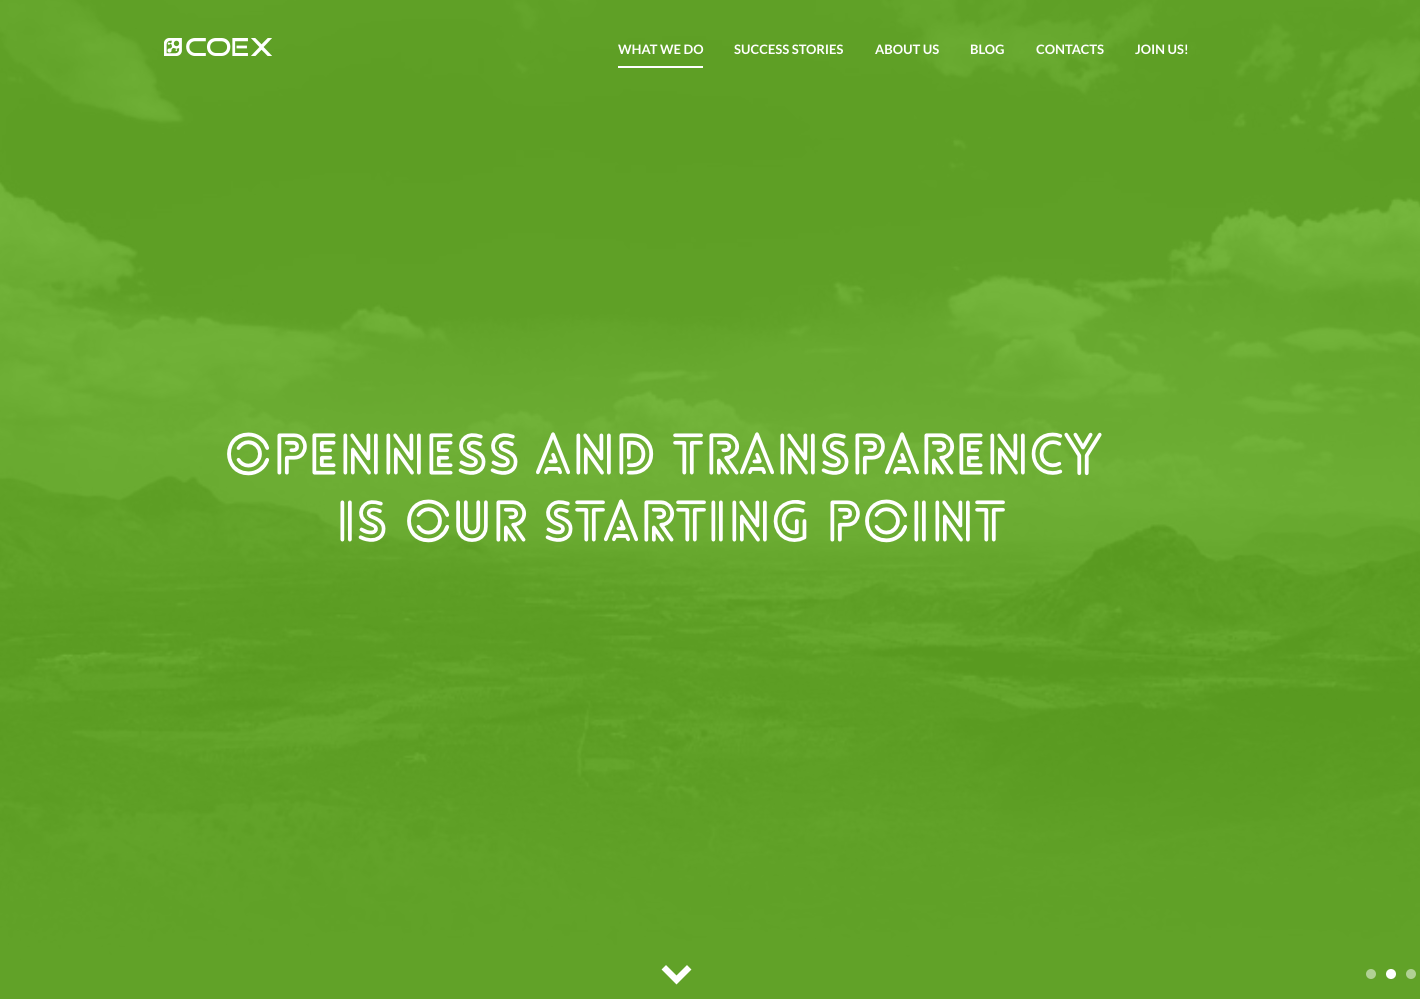 COEX
WHAT WE DO
SUCCESS STORIES
ABOUT US
BLOG
CONTACTS
JOIN US!
OPENNESS AND TRANSPARENCY
IS OUR STARTING POINT